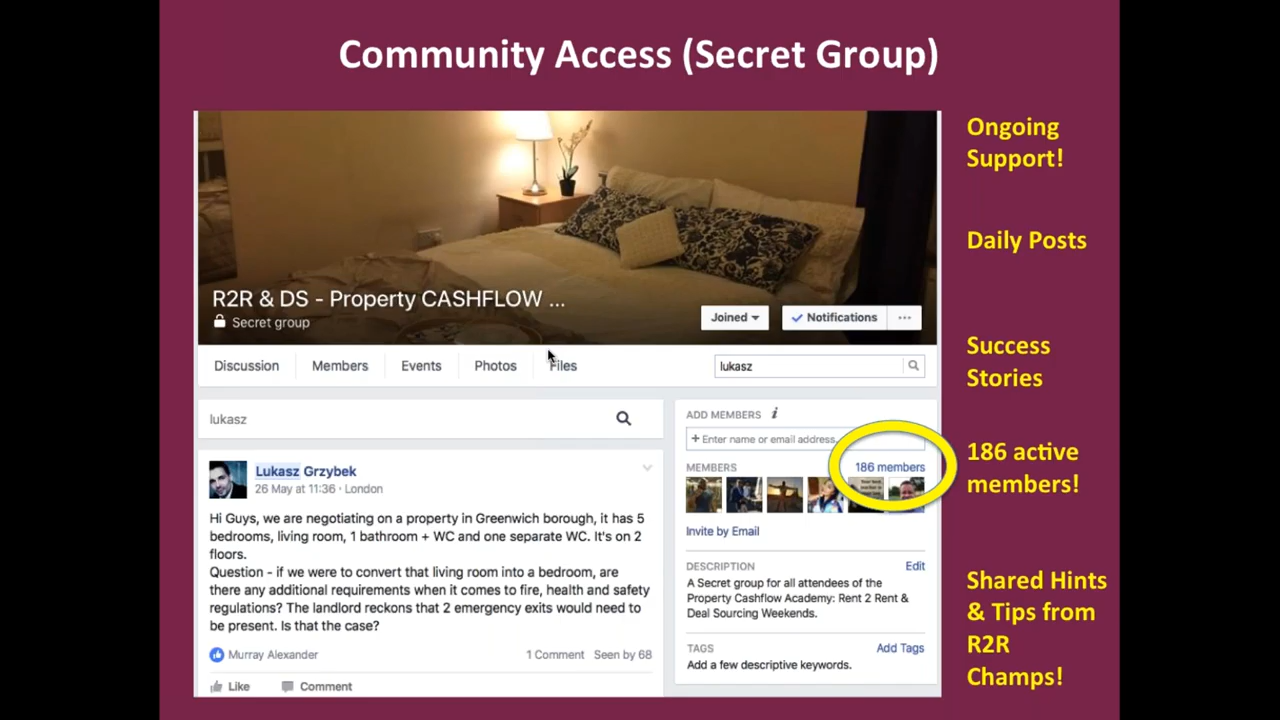 Community Access (Secret Group)
R2R & DS - Property CASHFLOW ...
Secret group
Joined
Notifications
...
Discussion
Members
Events
Photos
Files
lukasz
lukasz
Lukasz Grzybek
26 May at 11:36 · London
Hi Guys, we are negotiating on a property in Greenwich borough, it has 5
bedrooms, living room, 1 bathroom + WC and one separate WC. It's on 2
floors.
Question - if we were to convert that living room into a bedroom, are
there any additional requirements when it comes to fire, health and safety
regulations? The landlord reckons that 2 emergency exits would need to
be present. Is that the case?
Murray Alexander
1 Comment Seen by 68
Like
Comment
ADD MEMBERS i
+ Enter name or email address
MEMBERS
186 members
Invite by Email
DESCRIPTION
Edit
A Secret group for all attendees of the
Property Cashflow Academy: Rent 2 Rent &
Deal Sourcing Weekends.
TAGS
Add Tags
Add a few descriptive keywords.
Ongoing
Support!
Daily Posts
Success
Stories
186 active
members!
Shared Hints
& Tips from
R2R
Champs!